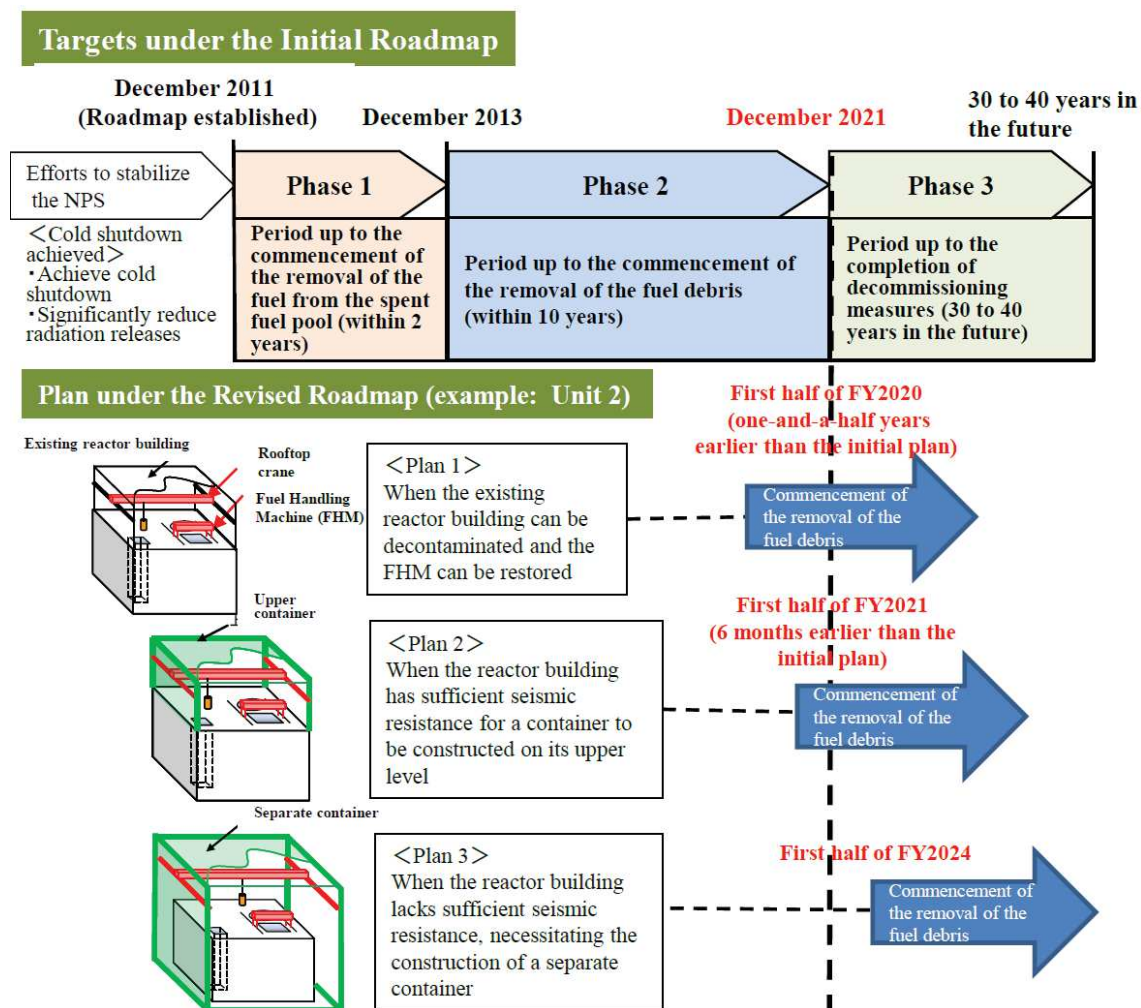 Targets under the Initial Roadmap
December 2011
(Roadmap established)
December 2013
December 2021
30 to 40 years in
the future
Efforts to stabilize
the NPS
Phase 1
Phase 2
Phase 3
<Cold shutdown
achieved>
・Achieve cold
shutdown
・Significantly reduce
radiation releases
Period up to the
commencement of
the removal of the
fuel from the spent
fuel pool (within 2
years)
Period up to the commencement of
the removal of the fuel debris
(within 10 years)
Period up to the
completion of
decommissioning
measures (30 to 40
years in the future)
Plan under the Revised Roadmap (example:  Unit 2)
Existing reactor building
Rooftop
crane
Fuel Handling
Machine (FHM)
<Plan 1>
When the existing
reactor building can be
decontaminated and the
FHM can be restored
First half of FY2020
(one-and-a-half years
earlier than the initial plan)
Commencement of
the removal of the
fuel debris
Upper
container
<Plan 2>
When the reactor building
has sufficient seismic
resistance for a container to
be constructed on its upper
level
First half of FY2021
(6 months earlier than the
initial plan)
Commencement of
the removal of the
fuel debris
Separate container
<Plan 3>
When the reactor building
lacks sufficient seismic
resistance, necessitating the
construction of a separate
container
First half of FY2024
Commencement of
the removal of the
fuel debris